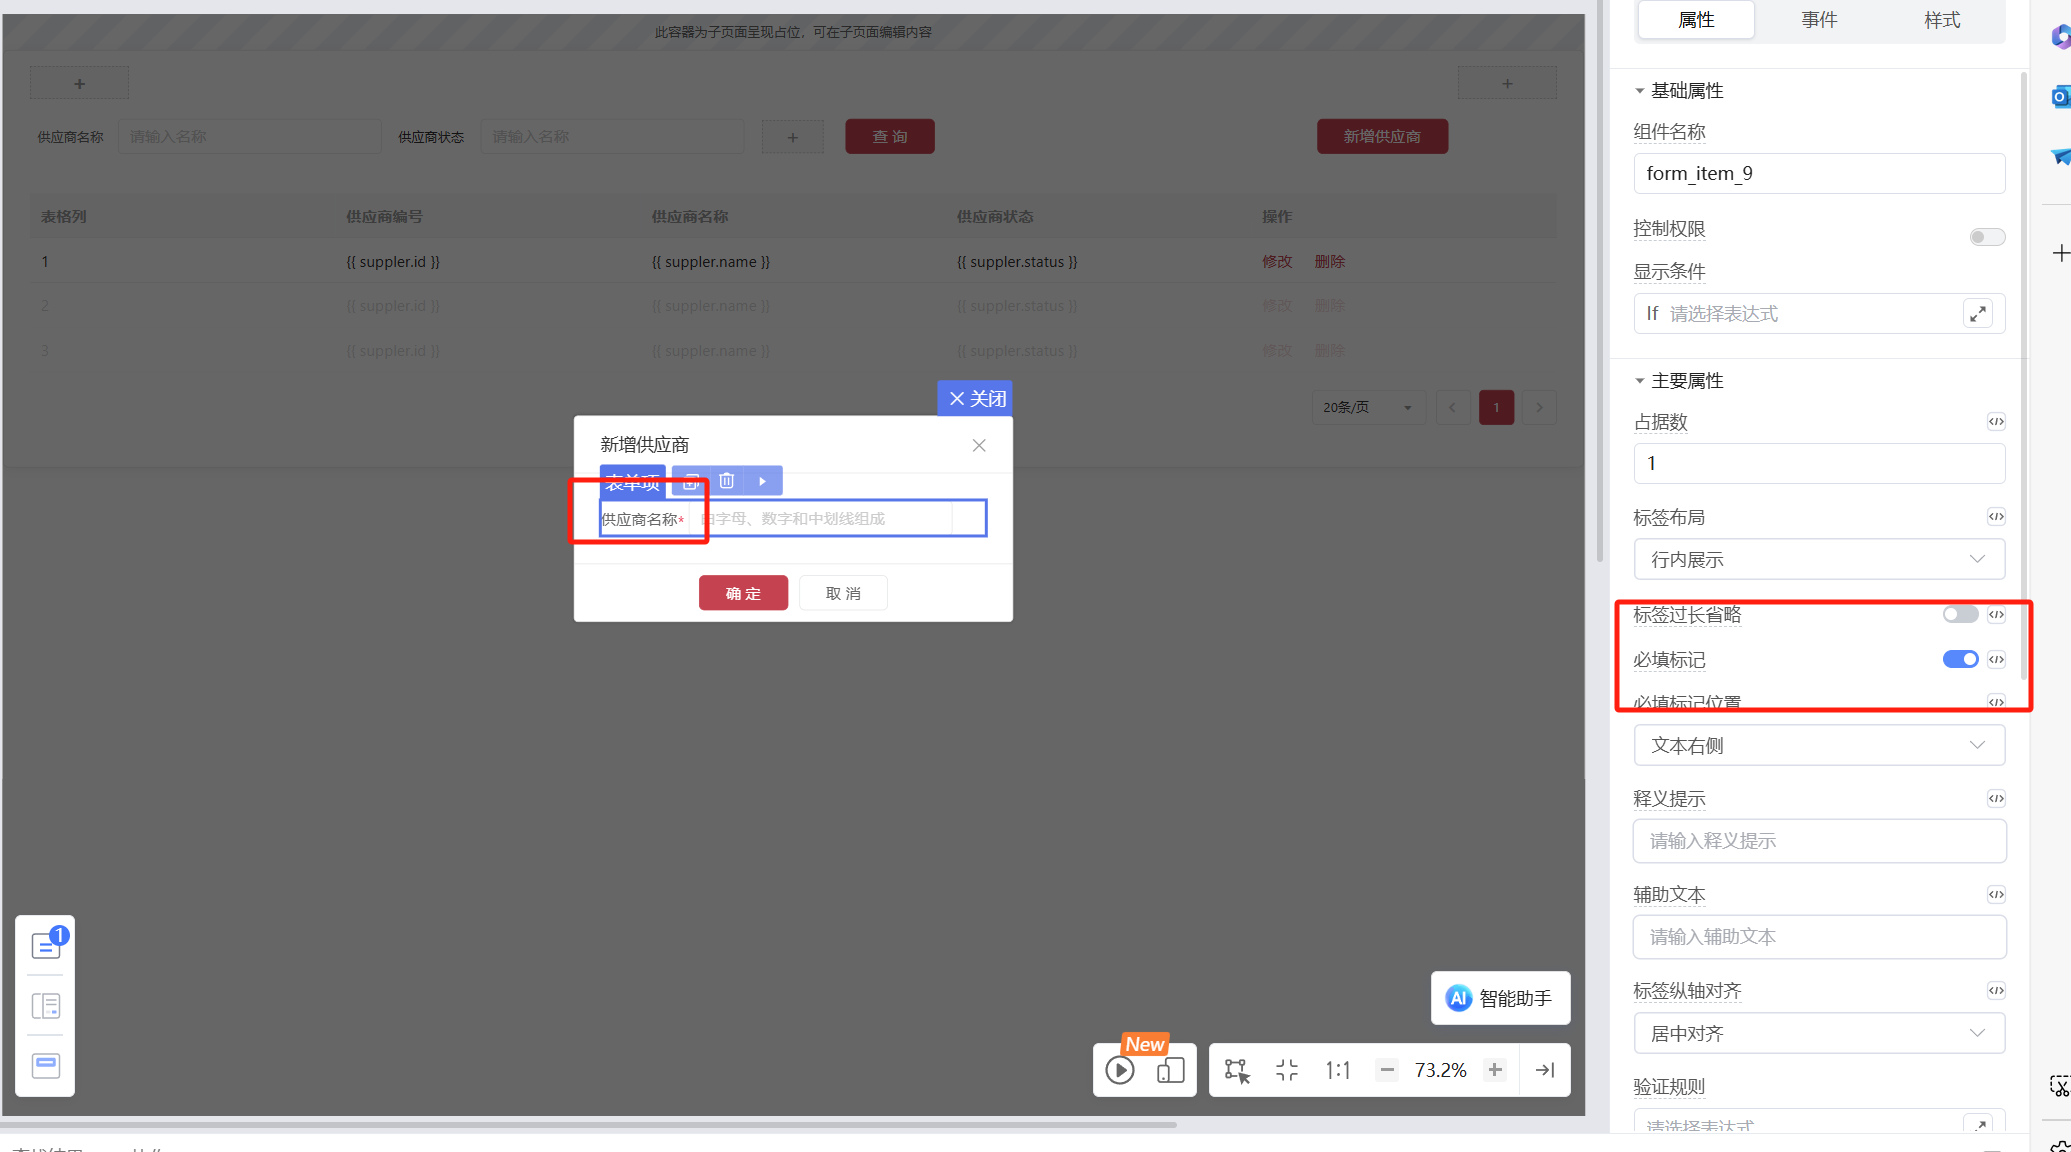 此容器为子页面呈现占位，可在子页面编辑内容
供应商名称 请输入名称 供应商状态 请输入名称 查 询 新增供应商
表格列 供应商编号 供应商名称 供应商状态 操作
1 {{ suppler.id }} {{ suppler.name }} {{ suppler.status }} 修改 删除
2 {{ suppler.id }} {{ suppler.name }} {{ suppler.status }} 修改 删除
3 {{ suppler.id }} {{ suppler.name }} {{ suppler.status }} 修改 删除
20条/页 1
关闭
新增供应商
表单项
供应商名称* 由字母、数字和中划线组成
确 定 取 消
1
AI 智能助手
New
1:1 73.2%
属性 事件 样式
基础属性
组件名称
form_item_9
控制权限
显示条件
If 请选择表达式
主要属性
占据数
1
标签布局
行内展示
标签过长省略
必填标记
必填标记位置
文本右侧
释义提示
请输入释义提示
辅助文本
请输入辅助文本
标签纵轴对齐
居中对齐
验证规则
请选择表达式